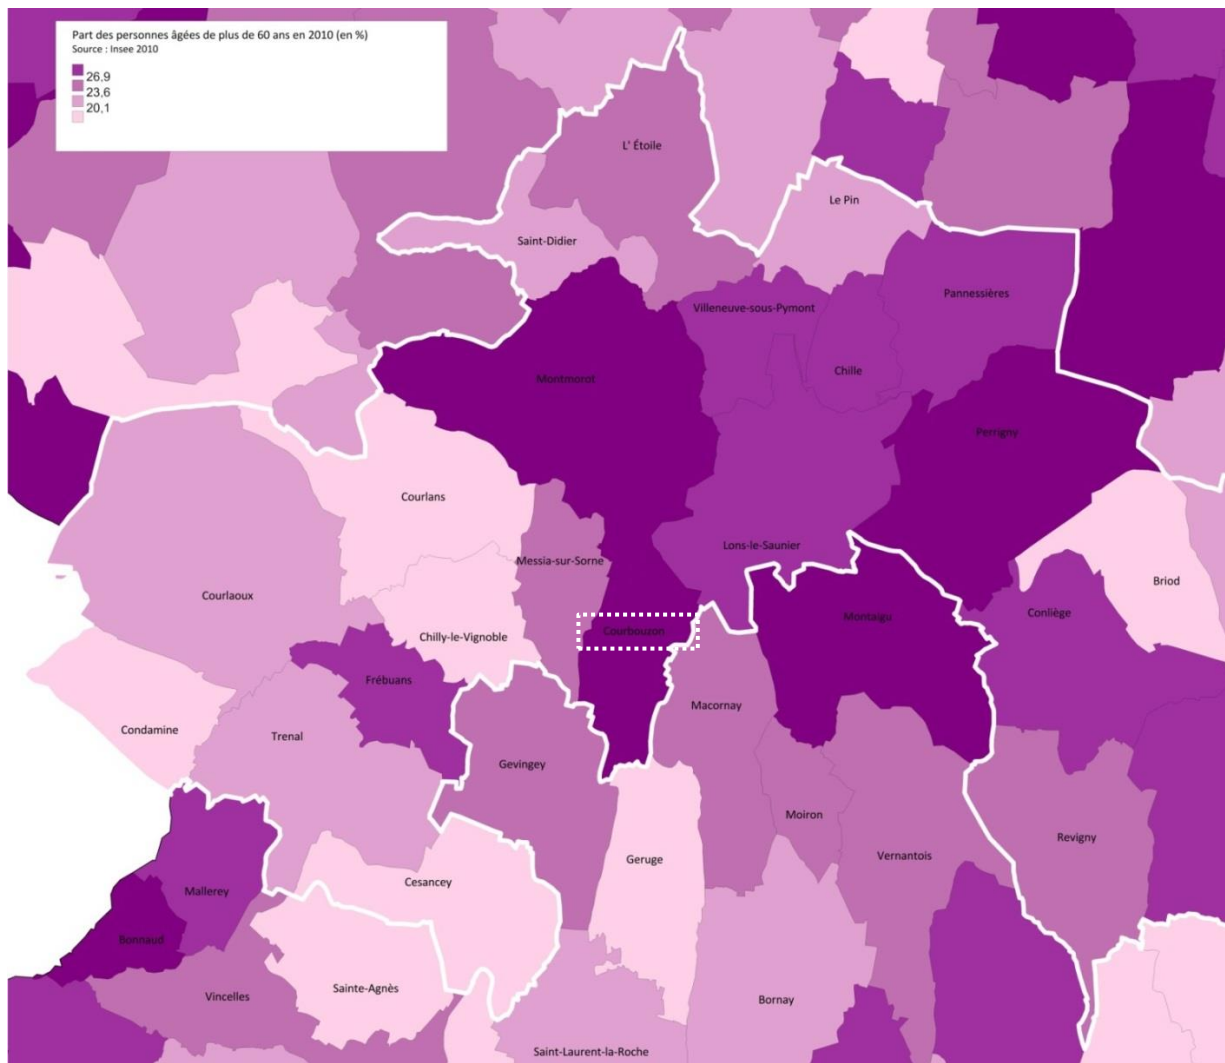 Part des personnes âgées de plus de 60 ans en 2010 (en %)
Source : Insee 2010
26,9
23,6
20,1
L' Étoile
Le Pin
Saint-Didier
Pannessières
Villeneuve-sous-Pymont
Chille
Montmorot
Perrigny
Courlans
Lons-le-Saunier
Messia-sur-Sorne
Briod
Courlaoux
Conliège
Montaigu
Courbouzon
Chilly-le-Vignoble
Frébuans
Macornay
Condamine
Trenal
Gevingey
Moiron
Revigny
Vernantois
Geruge
Cesancey
Mallerey
Bonnaud
Sainte-Agnès
Vincelles
Bornay
Saint-Laurent-la-Roche